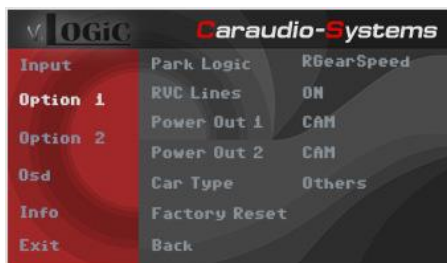 v.LOGiC Caraudio-Systems
Input
Option 1
Option 2
Osd
Info
Exit
Park Logic RGearSpeed
RVC Lines ON
Power Out 1 CAM
Power Out 2 CAM
Car Type Others
Factory Reset
Back